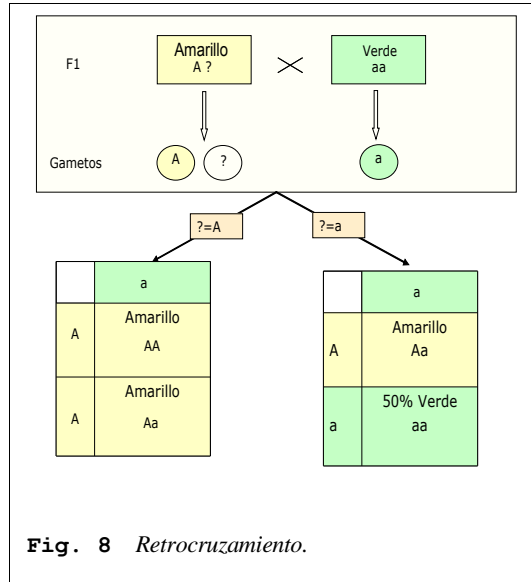 F1
Amarillo
A ?
Verde
aa
Gametos
A
?
a
?=A
?=a
a
A
Amarillo
AA
A
Amarillo
Aa
a
A
Amarillo
Aa
a
50% Verde
aa
Fig. 8 Retrocruzamiento.